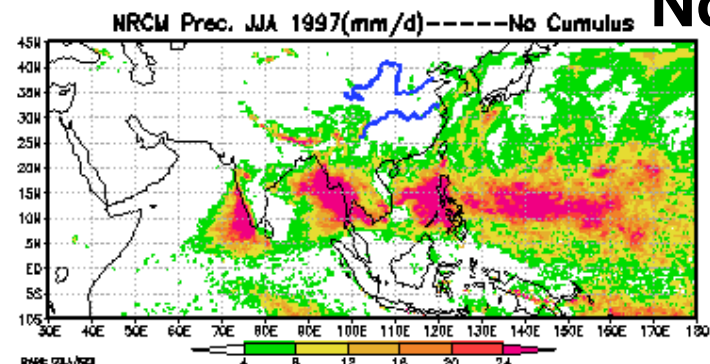 No
NRCM Prec. JJA 1997(mm/d)-----No Cumulus
45N
40N
35N
30N
25N
20N
15N
10N
5N
EQ
5S
10S
30E 40E 50E 60E 70E 80E 90E 100E 110E 120E 130E 140E 150E 160E 170E 180
4 8 12 16 20 24